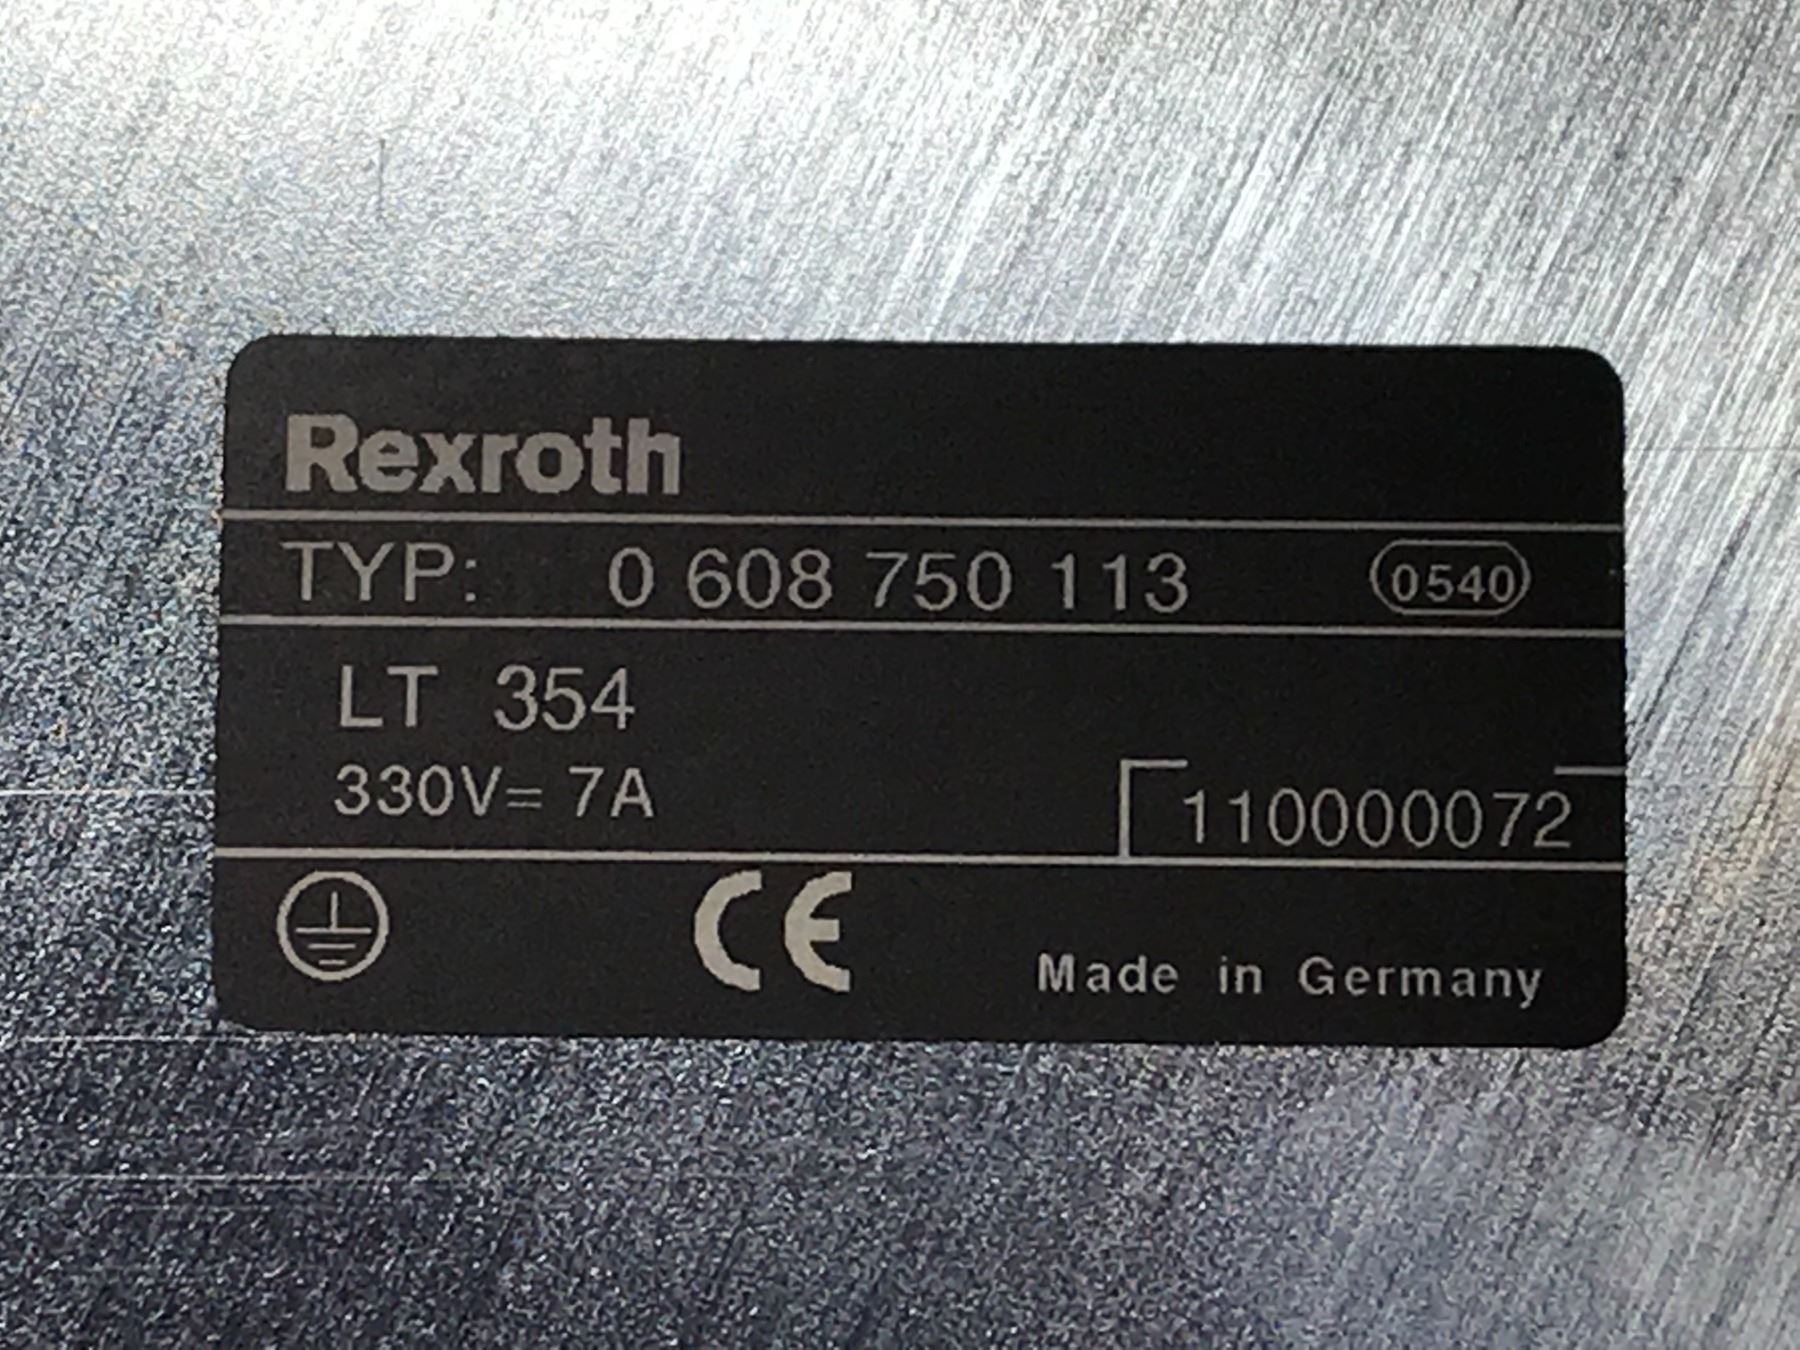 Rexroth
TYP: 0 608 750 113 0540
LT 354
330V= 7A
110000072
CE
Made in Germany